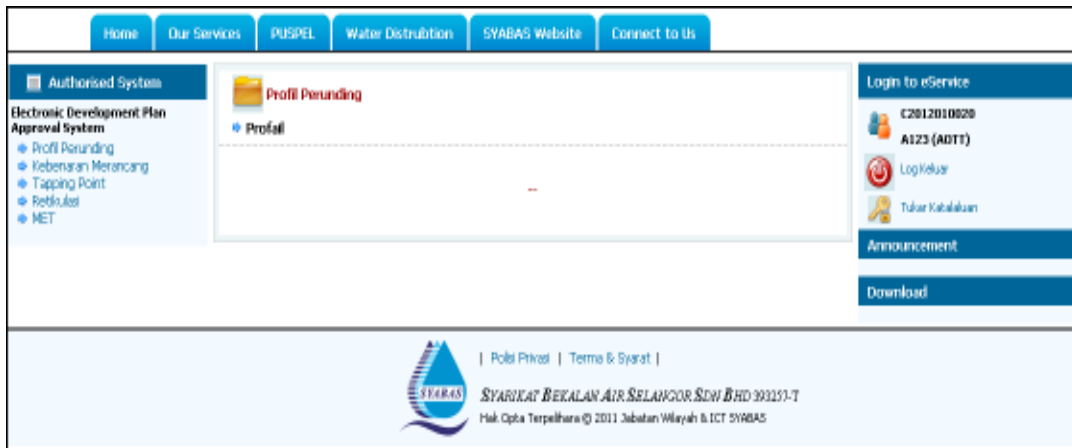 Home Our Services PUSPEL Water Distrubtion SYABAS Website Connect to Us
Authorised System
Electronic Development Plan
Approval System
Profil Perunding
Kebenaran Merancang
Tapping Point
Retikulasi
MET
Profil Perunding
Profail
--
Login to eService
C2012010020
A123 (AOTT)
Log Keluar
Tukar Katalaluan
Announcement
Download
SYABAS
| Polisi Privasi | Terma & Syarat |
SYARIKAT BEKALAN AIR SELANGOR SDN BHD 393257-T
Hak Cipta Terpelihara © 2011 Jabatan Wilayah & ICT SYABAS